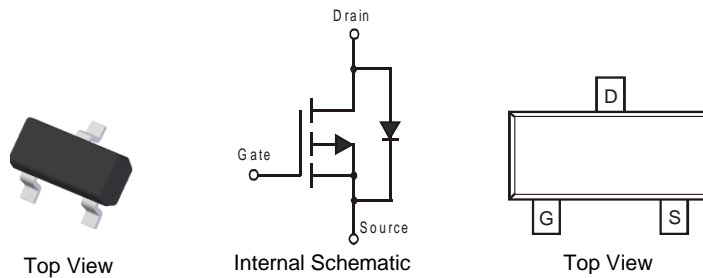 Drain
Gate
Source
D
G
S
Top View
Internal Schematic
Top View